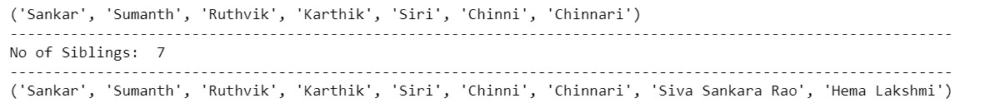 ('Sankar', 'Sumanth', 'Ruthvik', 'Karthik', 'Siri', 'Chinni', 'Chinnari')
-----------------------------------------------------------------------------------------------------------
No of Siblings:  7
-----------------------------------------------------------------------------------------------------------
('Sankar', 'Sumanth', 'Ruthvik', 'Karthik', 'Siri', 'Chinni', 'Chinnari', 'Siva Sankara Rao', 'Hema Lakshmi')